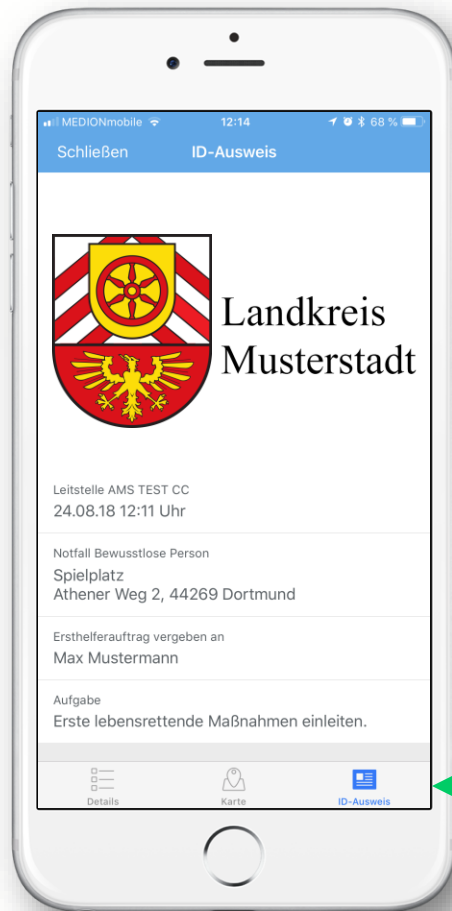 MEDIONmobile 12:14 68 %
Schließen ID-Ausweis
Landkreis
Musterstadt
Leitstelle AMS TEST CC
24.08.18 12:11 Uhr
Notfall Bewusstlose Person
Spielplatz
Athener Weg 2, 44269 Dortmund
Ersthelferauftrag vergeben an
Max Mustermann
Aufgabe
Erste lebensrettende Maßnahmen einleiten.
Details Karte ID-Ausweis